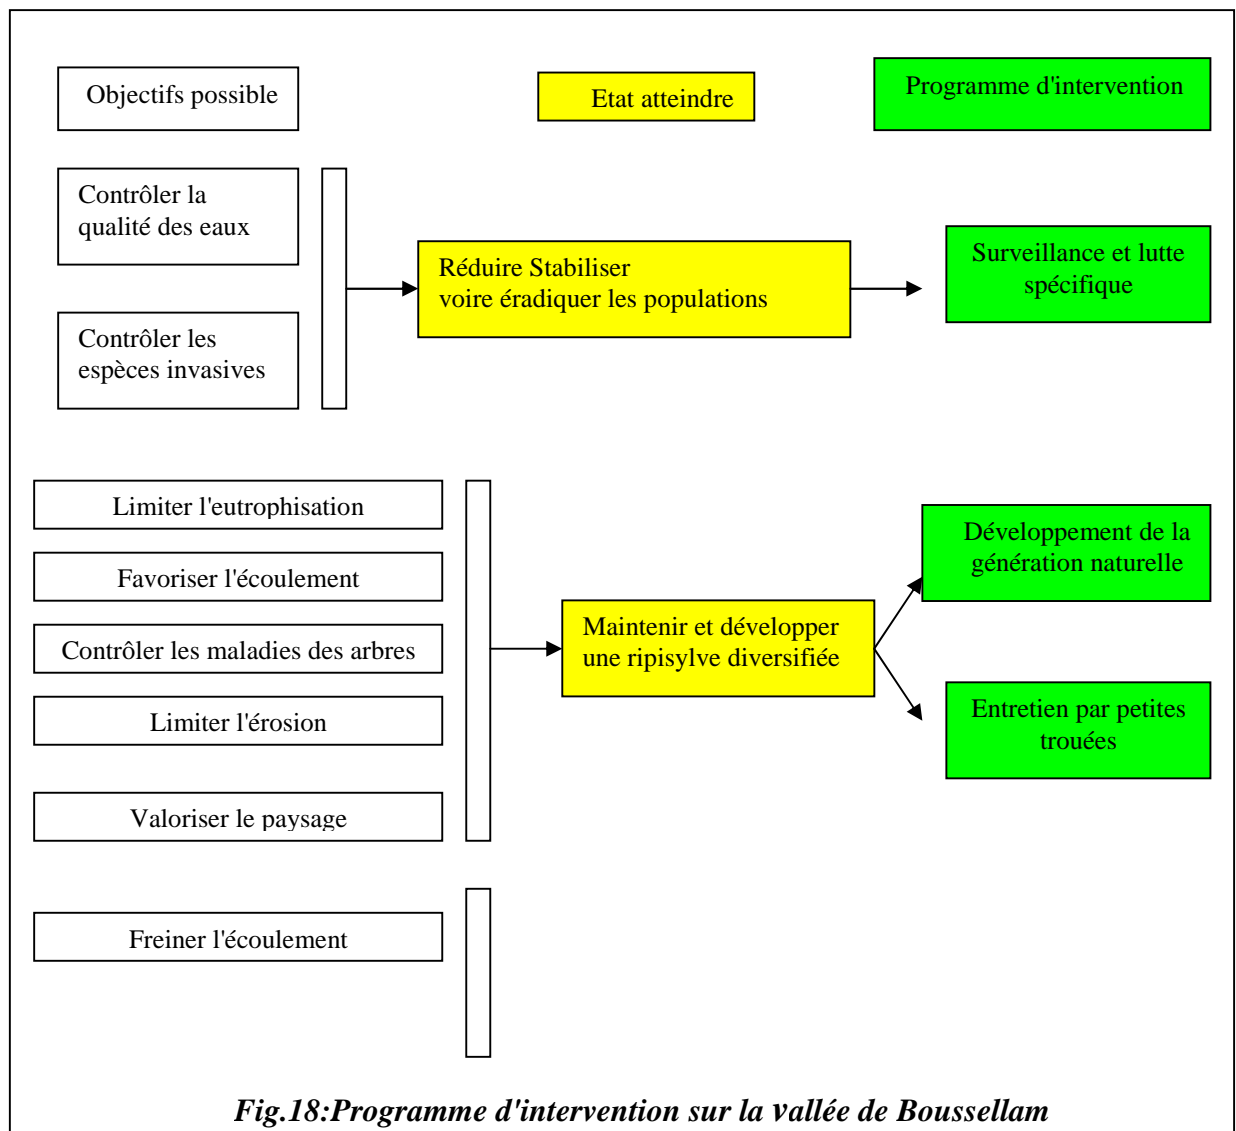 Objectifs possible
Etat atteindre
Programme d'intervention
Contrôler la
qualité des eaux
Contrôler les
espèces invasives
Réduire Stabiliser
voire éradiquer les populations
Surveillance et lutte
spécifique
Limiter l'eutrophisation
Favoriser l'écoulement
Contrôler les maladies des arbres
Limiter l'érosion
Valoriser le paysage
Maintenir et développer
une ripisylve diversifiée
Développement de la
génération naturelle
Entretien par petites
trouées
Freiner l'écoulement
Fig.18:Programme d'intervention sur la vallée de Boussellam